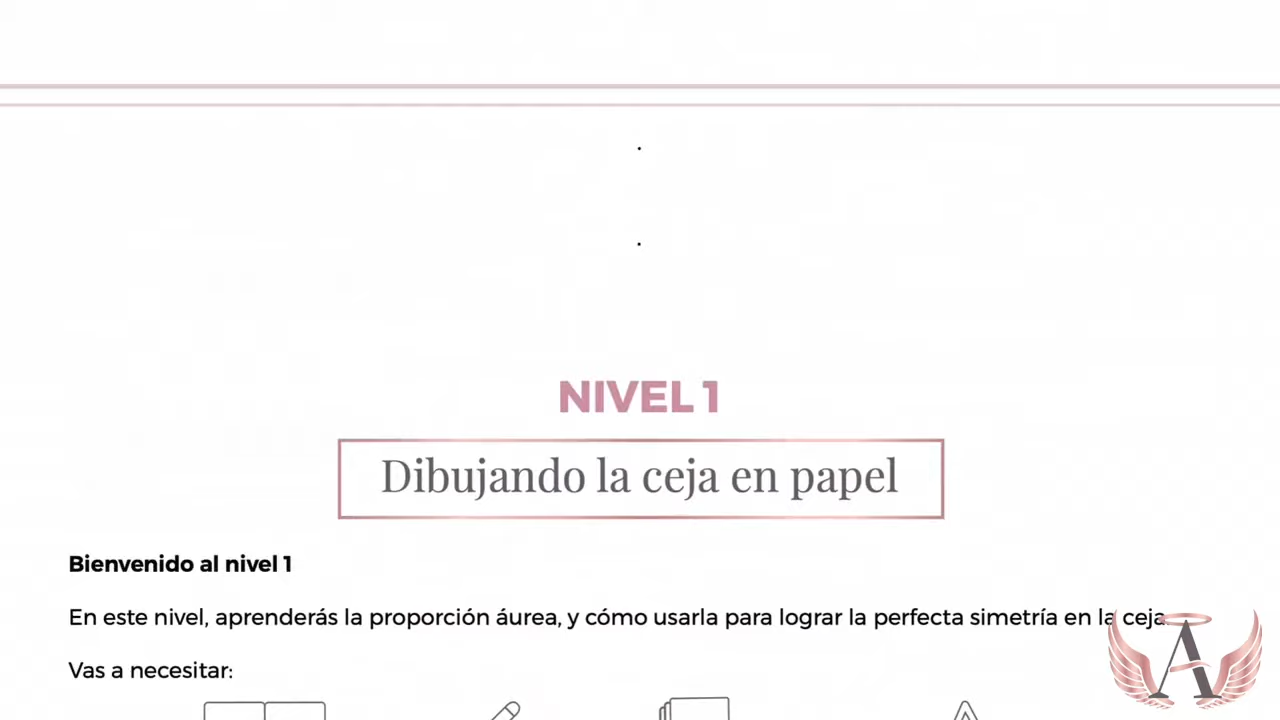 NIVEL 1
Dibujando la ceja en papel
Bienvenido al nivel 1
En este nivel, aprenderás la proporción áurea, y cómo usarla para lograr la perfecta simetría en la ceja.
Vas a necesitar:
A